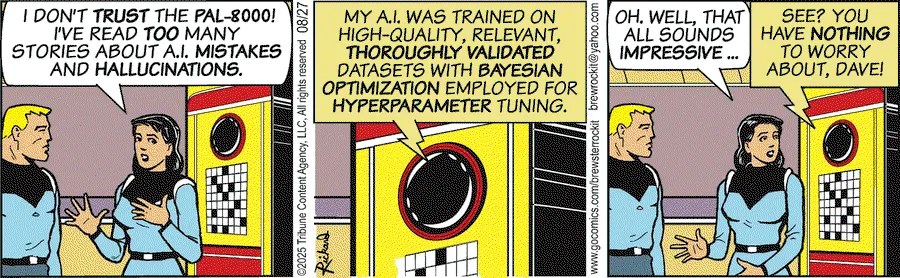 I DON'T TRUST THE PAL-8000!
I'VE READ TOO MANY
STORIES ABOUT A.I. MISTAKES
AND HALLUCINATIONS.
©2025 Tribune Content Agency, LLC, All rights reserved 08/27
MY A.I. WAS TRAINED ON
HIGH-QUALITY, RELEVANT,
THOROUGHLY VALIDATED
DATASETS WITH BAYESIAN
OPTIMIZATION EMPLOYED FOR
HYPERPARAMETER TUNING.
Rickard
www.gocomics.com/brewsterrockit brewrockit@yahoo.com
OH. WELL, THAT
ALL SOUNDS
IMPRESSIVE ...
SEE? YOU
HAVE NOTHING
TO WORRY
ABOUT, DAVE!